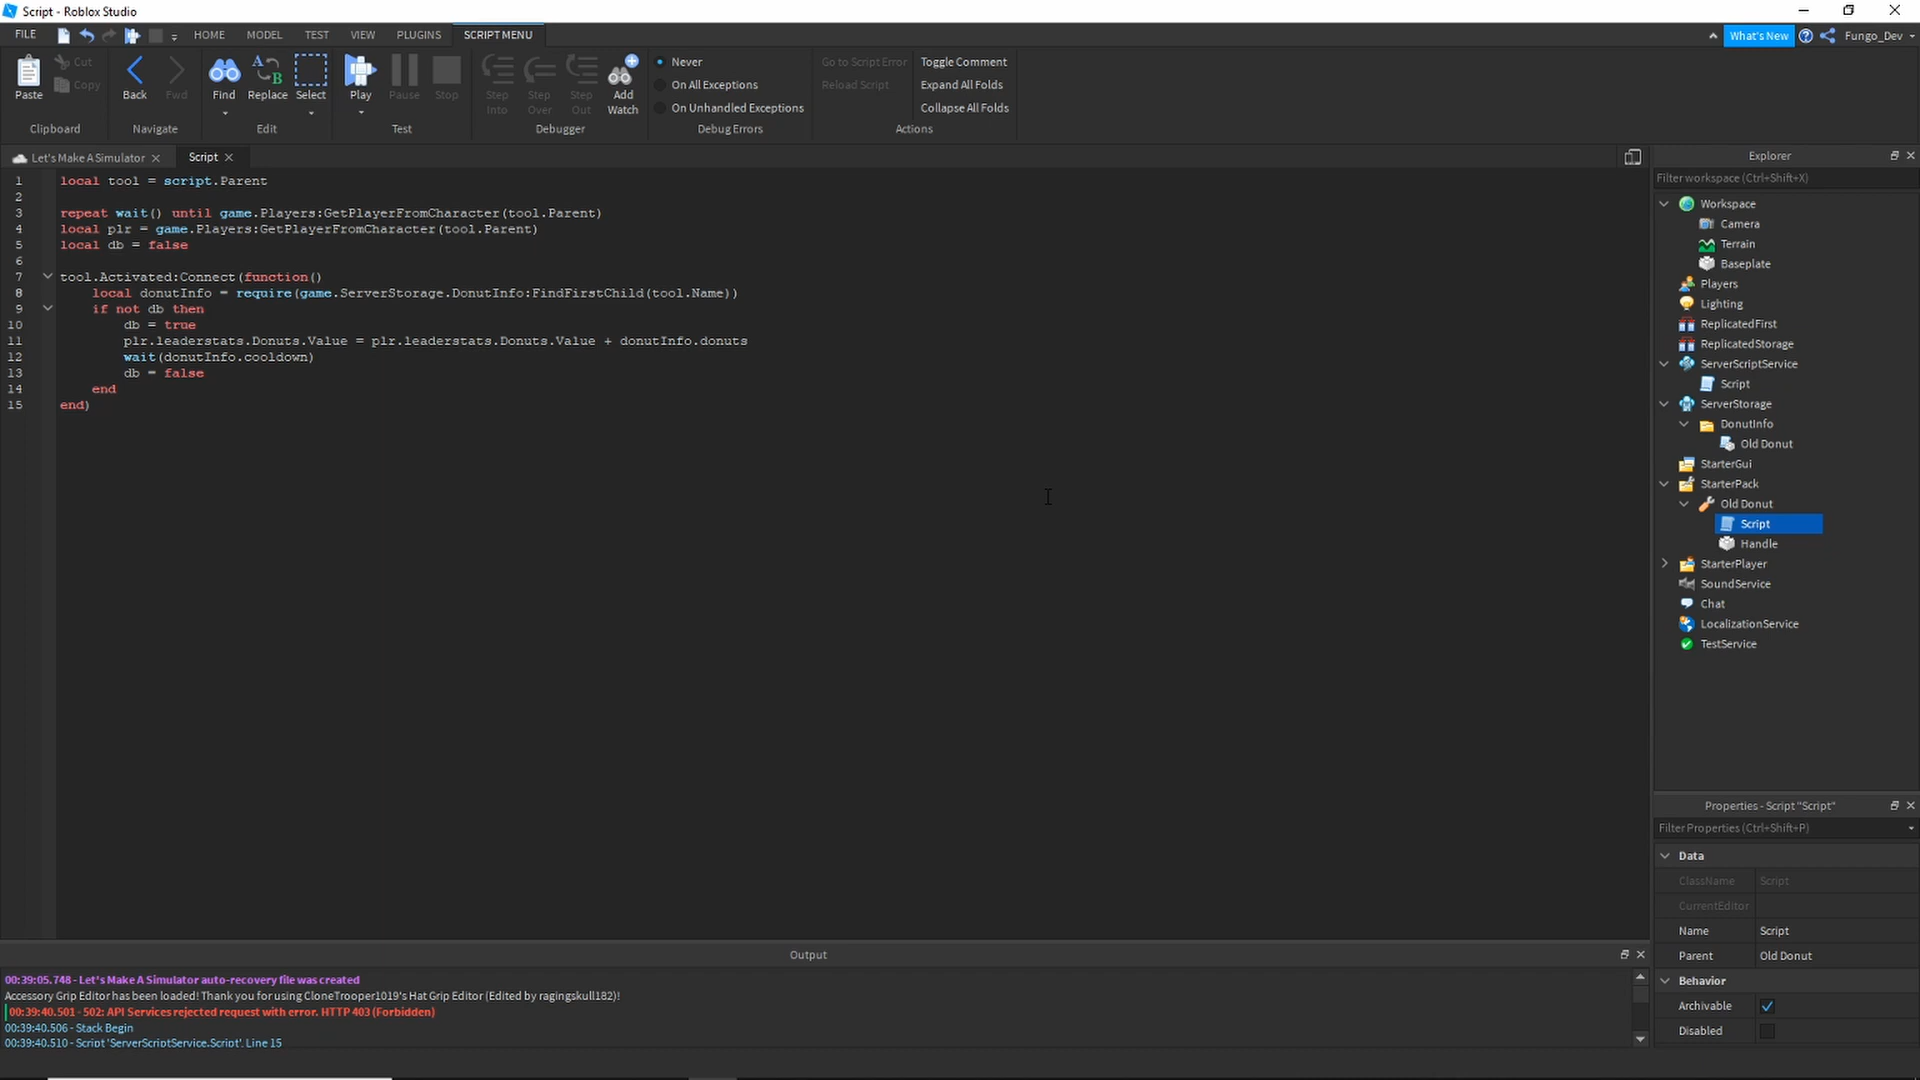 Script - Roblox Studio
FILE HOME MODEL TEST VIEW PLUGINS SCRIPT MENU What's New Fungo_Dev
Paste Cut Copy
Clipboard
Back Fwd
Navigate
Find Replace Select
Edit
Play Pause Stop
Test
Step Into Step Over Step Out Add Watch
Debugger
Never
On All Exceptions
On Unhandled Exceptions
Debug Errors
Go to Script Error
Reload Script
Toggle Comment
Expand All Folds
Collapse All Folds
Actions
Let's Make A Simulator Script
1 local tool = script.Parent
2
3 repeat wait() until game.Players:GetPlayerFromCharacter(tool.Parent)
4 local plr = game.Players:GetPlayerFromCharacter(tool.Parent)
5 local db = false
6
7 tool.Activated:Connect(function()
8 local donutInfo = require(game.ServerStorage.DonutInfo:FindFirstChild(tool.Name))
9 if not db then
10 db = true
11 plr.leaderstats.Donuts.Value = plr.leaderstats.Donuts.Value + donutInfo.donuts
12 wait(donutInfo.cooldown)
13 db = false
14 end
15 end)
Explorer
Filter workspace (Ctrl+Shift+X)
Workspace
Camera
Terrain
Baseplate
Players
Lighting
ReplicatedFirst
ReplicatedStorage
ServerScriptService
Script
ServerStorage
DonutInfo
Old Donut
StarterGui
StarterPack
Old Donut
Script
Handle
StarterPlayer
SoundService
Chat
LocalizationService
TestService
Properties - Script "Script"
Filter Properties (Ctrl+Shift+P)
Data
ClassName Script
CurrentEditor
Name Script
Parent Old Donut
Behavior
Archivable
Disabled
Output
00:39:05.748 - Let's Make A Simulator auto-recovery file was created
Accessory Grip Editor has been loaded! Thank you for using CloneTrooper1019's Hat Grip Editor (Edited by ragingskull182)!
00:39:40.501 - 502: API Services rejected request with error. HTTP 403 (Forbidden)
00:39:40.506 - Stack Begin
00:39:40.510 - Script 'ServerScriptService.Script', Line 15